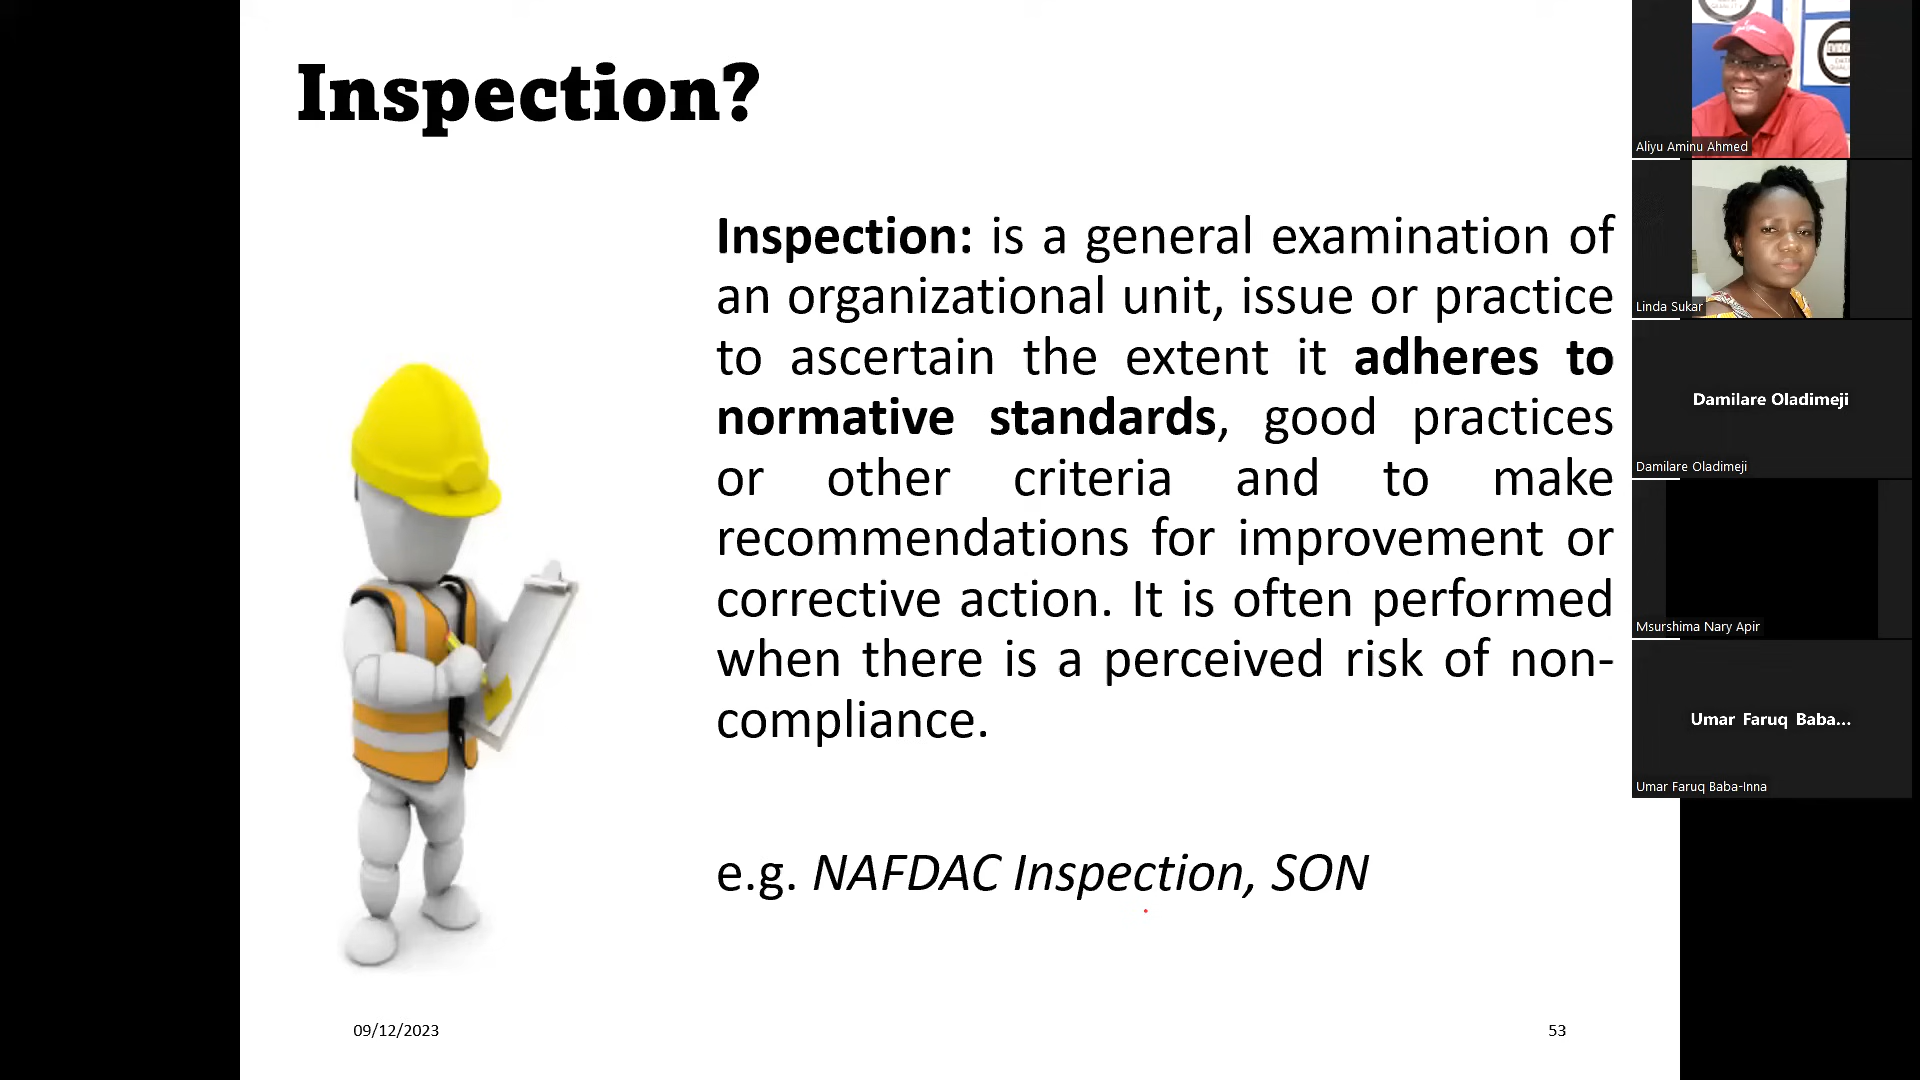 Inspection?
Inspection: is a general examination of
an organizational unit, issue or practice
to ascertain the extent it adheres to
normative standards, good practices
or other criteria and to make
recommendations for improvement or
corrective action. It is often performed
when there is a perceived risk of non-
compliance.
e.g. NAFDAC Inspection, SON
09/12/2023
53
Aliyu Aminu Ahmed
Linda Sukar
Damilare Oladimeji
Damilare Oladimeji
Msurshima Nary Apir
Umar Faruq Baba...
Umar Faruq Baba-Inna